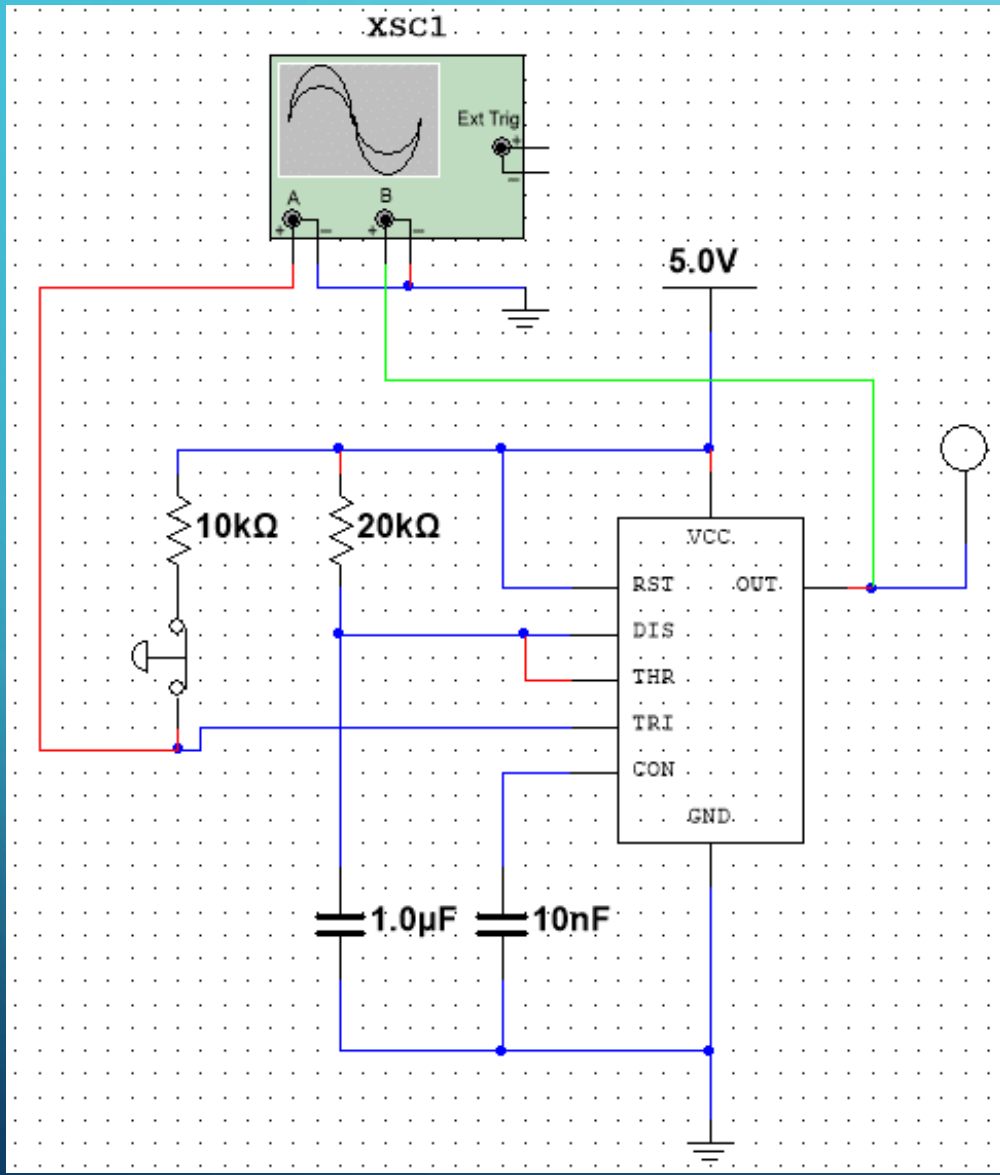 XSC1
Ext Trig
+
−
A
B
+ − + −
5.0V
10kΩ
20kΩ
VCC
RST
OUT
DIS
THR
TRI
CON
GND
1.0µF
10nF